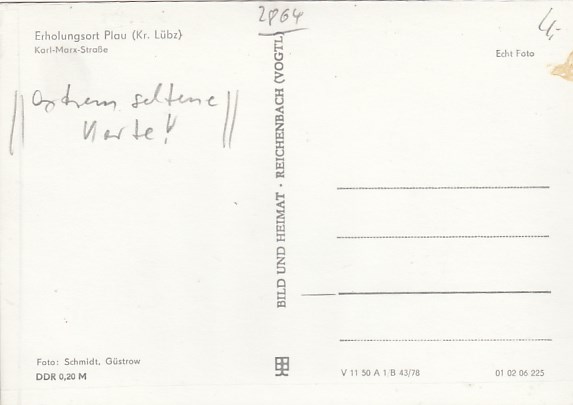 2864
4,-
Erholungsort Plau (Kr. Lübz)
Karl-Marx-Straße
Echt Foto
extrem seltene
Karte!
BILD UND HEIMAT · REICHENBACH (VOGTL)
Foto: Schmidt, Güstrow
DDR 0,20 M
V 11 50 A 1/B 43/78
01 02 06 225